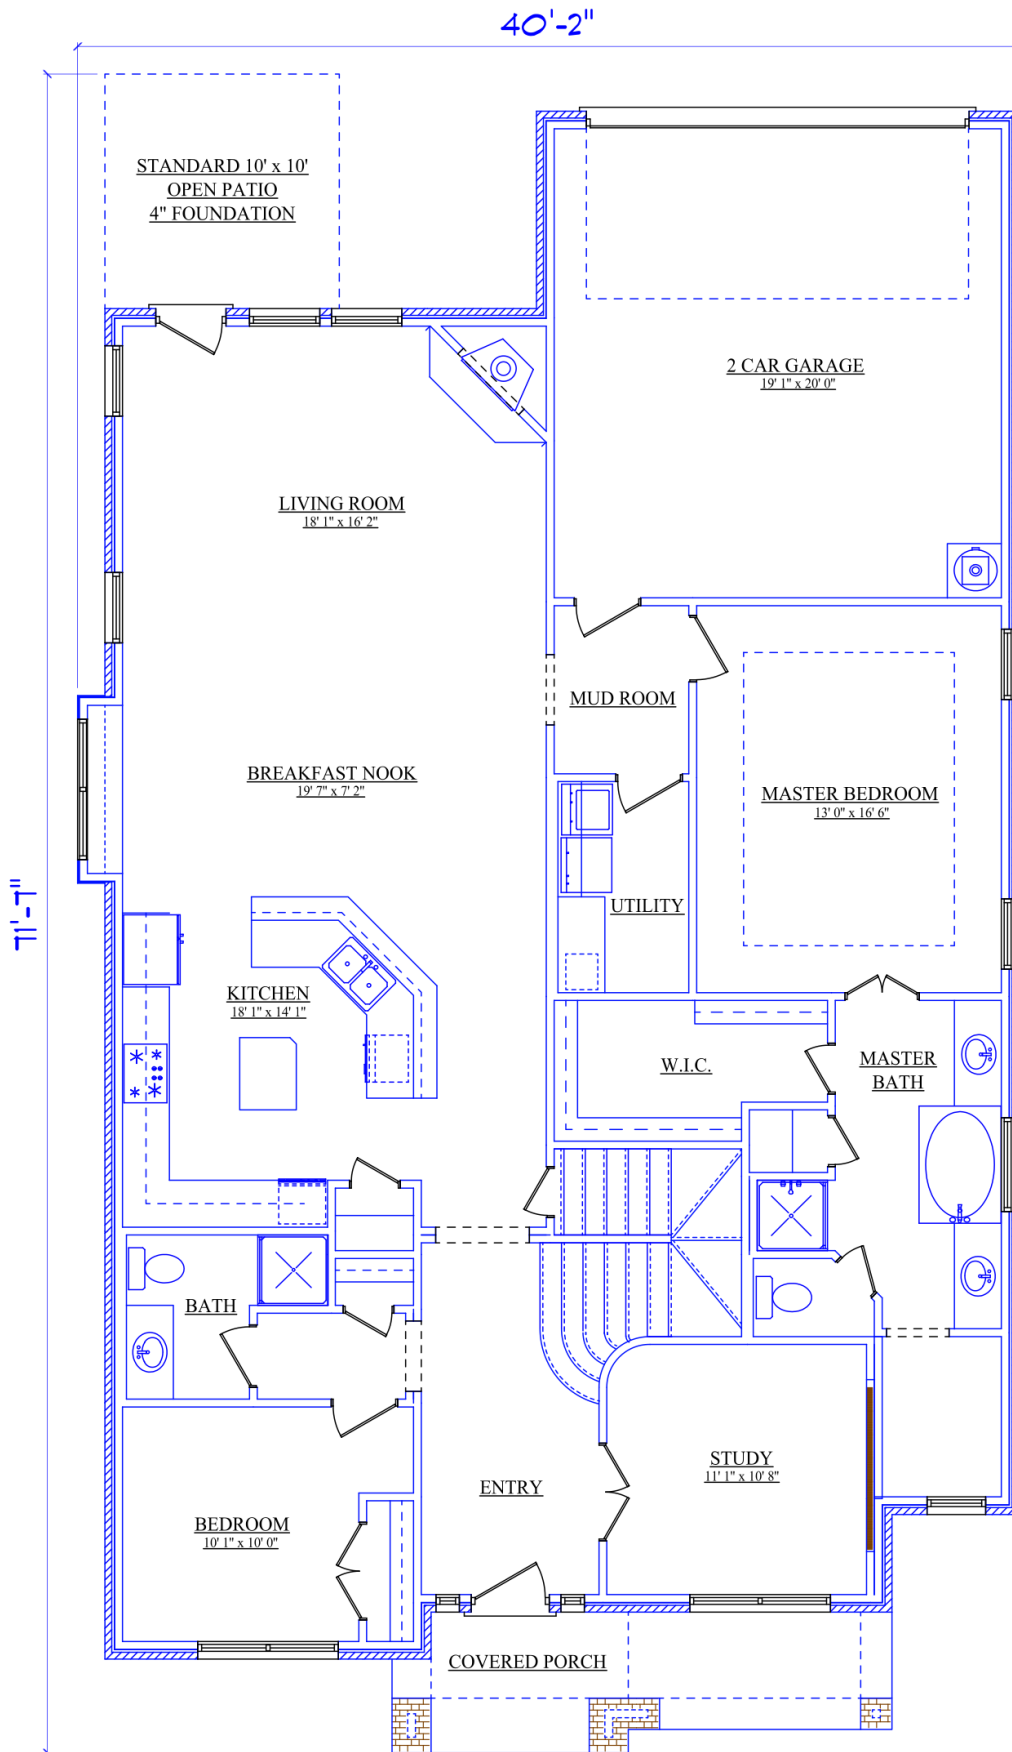 40'-2"
STANDARD 10' x 10'
OPEN PATIO
4" FOUNDATION
2 CAR GARAGE
19' 1" x 20' 0"
LIVING ROOM
18' 1" x 16' 2"
MUD ROOM
BREAKFAST NOOK
19' 7" x 7' 2"
MASTER BEDROOM
13' 0" x 16' 6"
71'-7"
UTILITY
KITCHEN
18' 1" x 14' 1"
W.I.C.
MASTER
BATH
BATH
STUDY
11' 1" x 10' 8"
ENTRY
BEDROOM
10' 1" x 10' 0"
COVERED PORCH